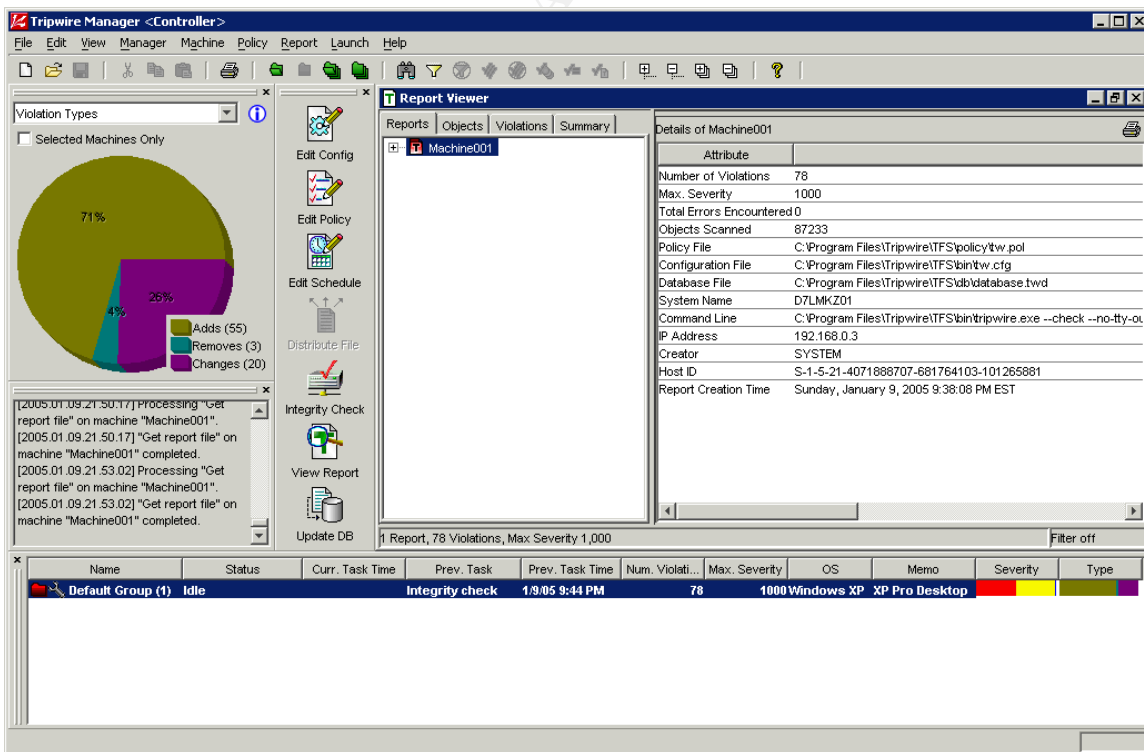 Tripwire Manager <Controller>
File Edit View Manager Machine Policy Report Launch Help
Violation Types
Selected Machines Only
71%
26%
4%
Adds (55)
Removes (3)
Changes (20)
[2005.01.09.21.50.17] Processing "Get
report file" on machine "Machine001".
[2005.01.09.21.50.17] "Get report file" on
machine "Machine001" completed.
[2005.01.09.21.53.02] Processing "Get
report file" on machine "Machine001".
[2005.01.09.21.53.02] "Get report file" on
machine "Machine001" completed.
Edit Config
Edit Policy
Edit Schedule
Distribute File
Integrity Check
View Report
Update DB
Report Viewer
Reports Objects Violations Summary
Machine001
Details of Machine001
Attribute
Number of Violations 78
Max. Severity 1000
Total Errors Encountered 0
Objects Scanned 87233
Policy File C:\Program Files\Tripwire\TFS\policy\tw.pol
Configuration File C:\Program Files\Tripwire\TFS\bin\tw.cfg
Database File C:\Program Files\Tripwire\TFS\db\database.twd
System Name D7LMKZ01
Command Line C:\Program Files\Tripwire\TFS\bin\tripwire.exe --check --no-tty-ou
IP Address 192.168.0.3
Creator SYSTEM
Host ID S-1-5-21-4071888707-681764103-101265881
Report Creation Time Sunday, January 9, 2005 9:38:08 PM EST
1 Report, 78 Violations, Max Severity 1,000
Filter off
Name Status Curr. Task Time Prev. Task Prev. Task Time Num. Violati... Max. Severity OS Memo Severity Type
Default Group (1) Idle Integrity check 1/9/05 9:44 PM 78 1000 Windows XP XP Pro Desktop